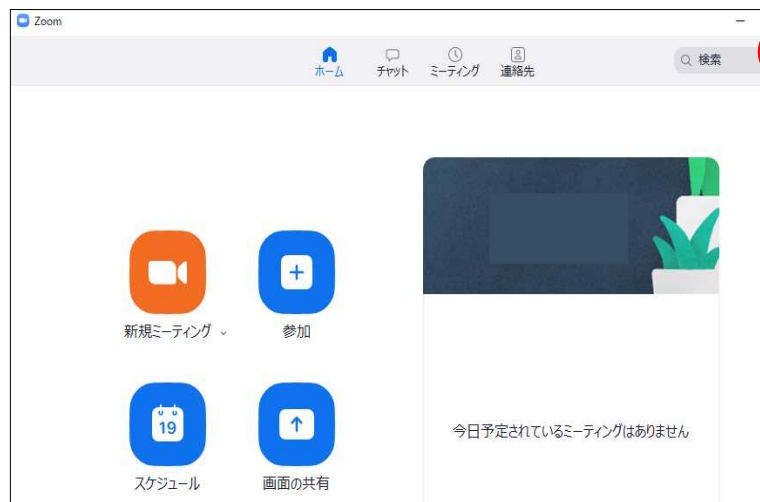 Zoom
ホーム チャット ミーティング 連絡先
検索
新規ミーティング 参加
19
スケジュール 画面の共有
今日予定されているミーティングはありません